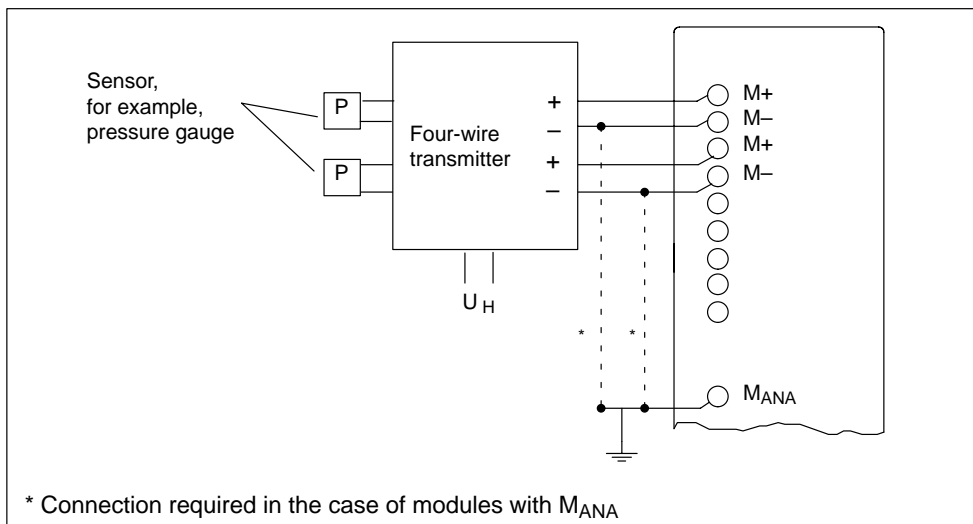 Sensor,
for example,
pressure gauge
P
P
Four-wire
transmitter
+
–
+
–
U H
M+
M–
M+
M–
*
*
MANA
* Connection required in the case of modules with MANA